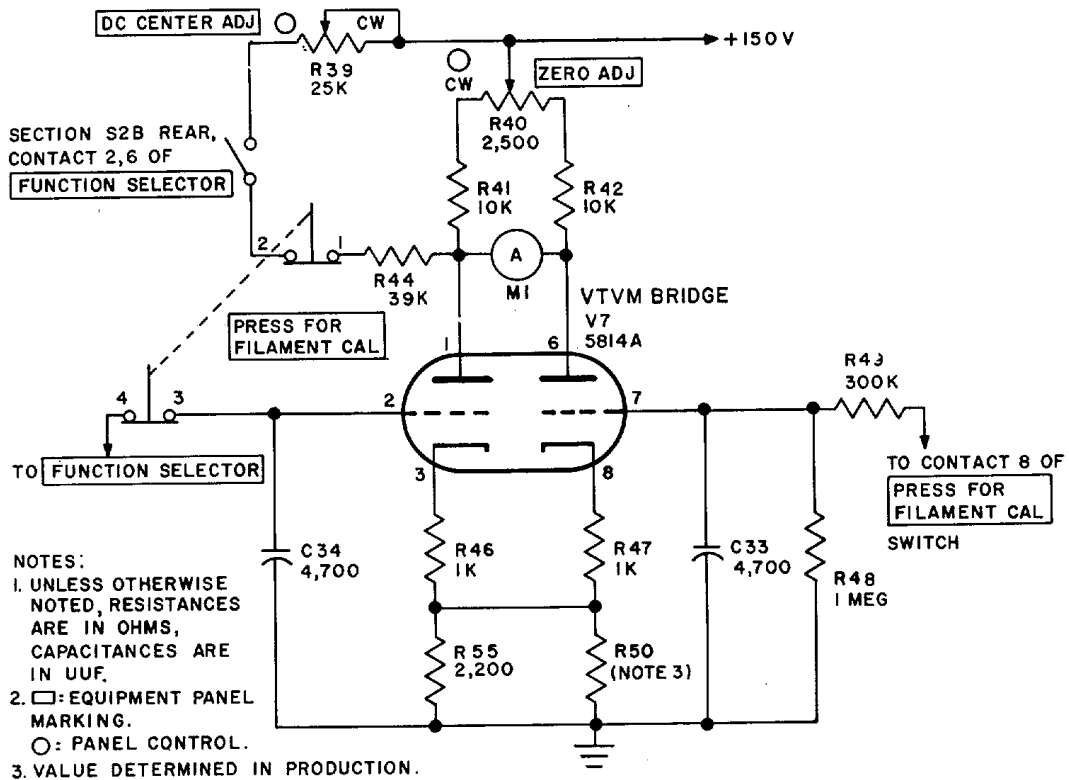 DC CENTER ADJ
CW
R39
25K
+150V
CW
ZERO ADJ
R40
2,500
SECTION S2B REAR,
CONTACT 2,6 OF
FUNCTION SELECTOR
R41
10K
R42
10K
2
1
R44
39K
A
M1
VTVM BRIDGE
V7
5814A
PRESS FOR
FILAMENT CAL
1
6
R49
300K
4
3
2
7
TO FUNCTION SELECTOR
3
8
TO CONTACT 8 OF
PRESS FOR
FILAMENT CAL
SWITCH
C34
4,700
R46
1K
R47
1K
C33
4,700
R48
1 MEG
R55
2,200
R50
(NOTE 3)
NOTES:
1. UNLESS OTHERWISE
NOTED, RESISTANCES
ARE IN OHMS,
CAPACITANCES ARE
IN UUF.
2. ▭: EQUIPMENT PANEL
MARKING.
○: PANEL CONTROL.
3. VALUE DETERMINED IN PRODUCTION.